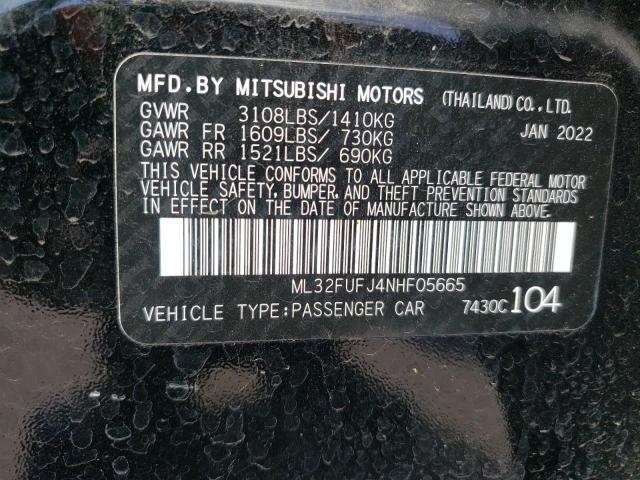 MFD.BY MITSUBISHI MOTORS (THAILAND) CO.,LTD.
GVWR 3108LBS/1410KG JAN 2022
GAWR FR 1609LBS/ 730KG
GAWR RR 1521LBS/ 690KG
THIS VEHICLE CONFORMS TO ALL APPLICABLE FEDERAL MOTOR
VEHICLE SAFETY, BUMPER, AND THEFT PREVENTION STANDARDS
IN EFFECT ON THE DATE OF MANUFACTURE SHOWN ABOVE.
ML32FUFJ4NHF05665
VEHICLE TYPE:PASSENGER CAR 7430C104